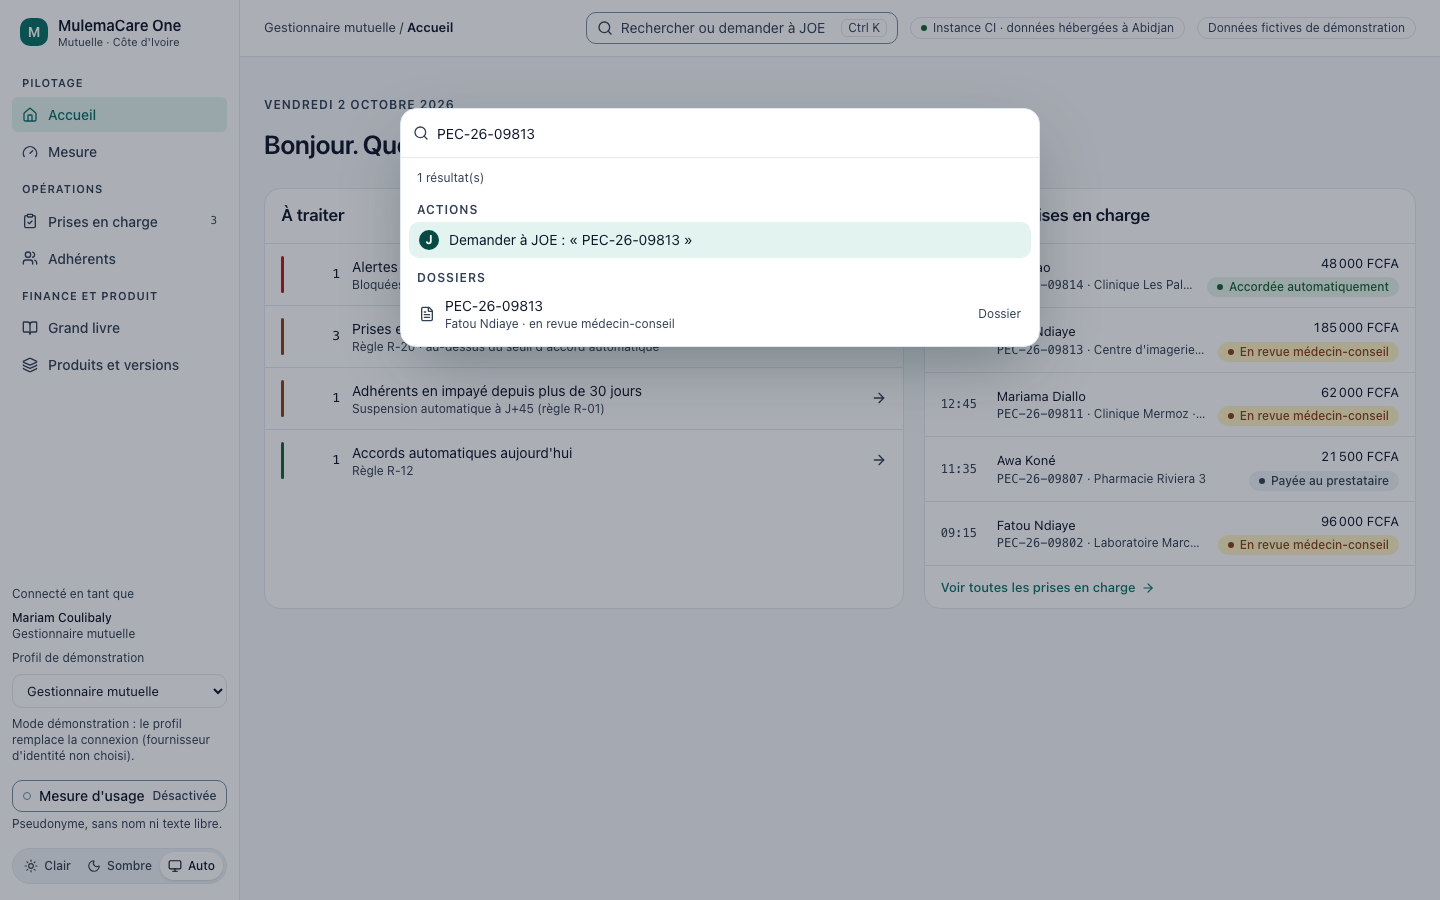 MulemaCare One
Mutuelle · Côte d'Ivoire
PILOTAGE
Accueil
Mesure
OPÉRATIONS
Prises en charge 3
Adhérents
FINANCE ET PRODUIT
Grand livre
Produits et versions
Connecté en tant que
Mariam Coulibaly
Gestionnaire mutuelle
Profil de démonstration
Gestionnaire mutuelle
Mode démonstration : le profil
remplace la connexion (fournisseur
d'identité non choisi).
Mesure d'usage Désactivée
Pseudonyme, sans nom ni texte libre.
Clair Sombre Auto
Gestionnaire mutuelle / Accueil
Rechercher ou demander à JOE Ctrl K
Instance CI · données hébergées à Abidjan
Données fictives de démonstration
VENDREDI 2 OCTOBRE 2026
Bonjour.
PEC-26-09813
1 résultat(s)
ACTIONS
J Demander à JOE : « PEC-26-09813 »
DOSSIERS
PEC-26-09813
Fatou Ndiaye · en revue médecin-conseil
Dossier
À traiter
1 Alertes
3
Règle R-20 · au-dessus du seuil d'accord automatique
1 Adhérents en impayé depuis plus de 30 jours
Suspension automatique à J+45 (règle R-01)
1 Accords automatiques aujourd'hui
Règle R-12
en charge
48 000 FCFA
09814 · Clinique Les Pal... Accordée automatiquement
185 000 FCFA
PEC-26-09813 · Centre d'imagerie... En revue médecin-conseil
12:45 Mariama Diallo 62 000 FCFA
PEC-26-09811 · Clinique Mermoz ·... En revue médecin-conseil
11:35 Awa Koné 21 500 FCFA
PEC-26-09807 · Pharmacie Riviera 3 Payée au prestataire
09:15 Fatou Ndiaye 96 000 FCFA
PEC-26-09802 · Laboratoire Marc... En revue médecin-conseil
Voir toutes les prises en charge